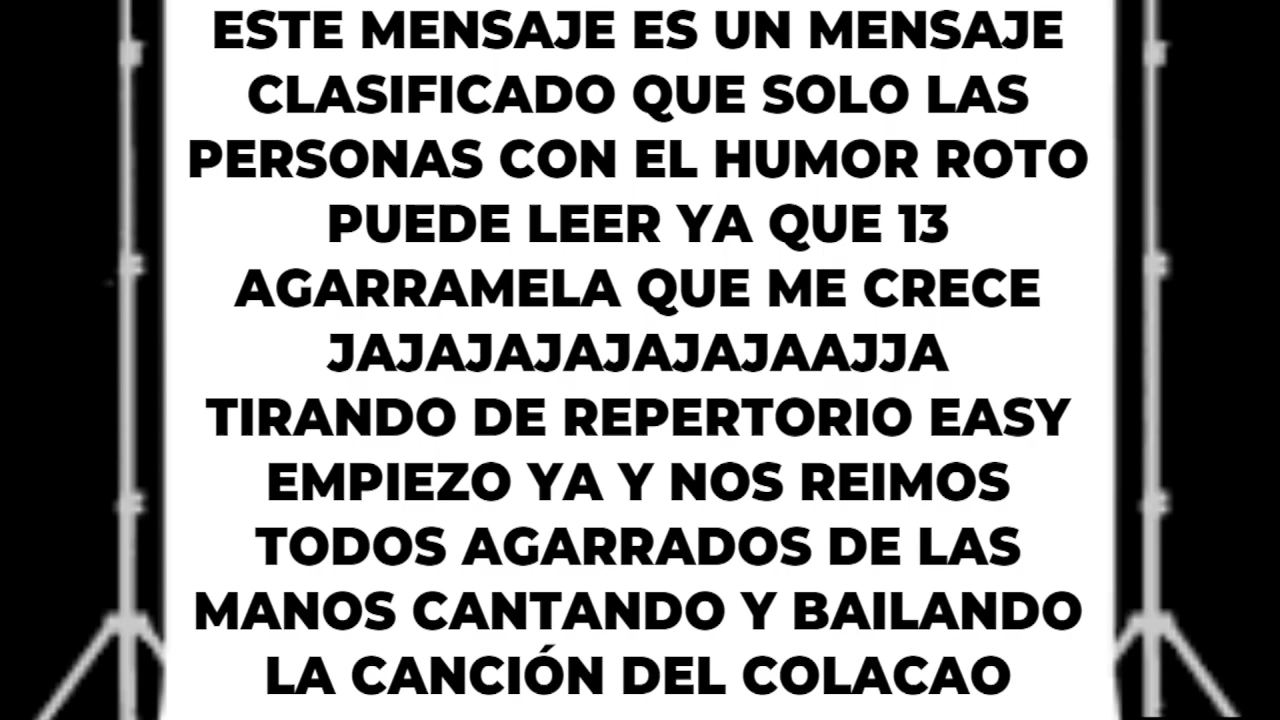 ESTE MENSAJE ES UN MENSAJE
CLASIFICADO QUE SOLO LAS
PERSONAS CON EL HUMOR ROTO
PUEDE LEER YA QUE 13
AGARRAMELA QUE ME CRECE
JAJAJAJAJAJAJAJAAJJA
TIRANDO DE REPERTORIO EASY
EMPIEZO YA Y NOS REIMOS
TODOS AGARRADOS DE LAS
MANOS CANTANDO Y BAILANDO
LA CANCIÓN DEL COLACAO